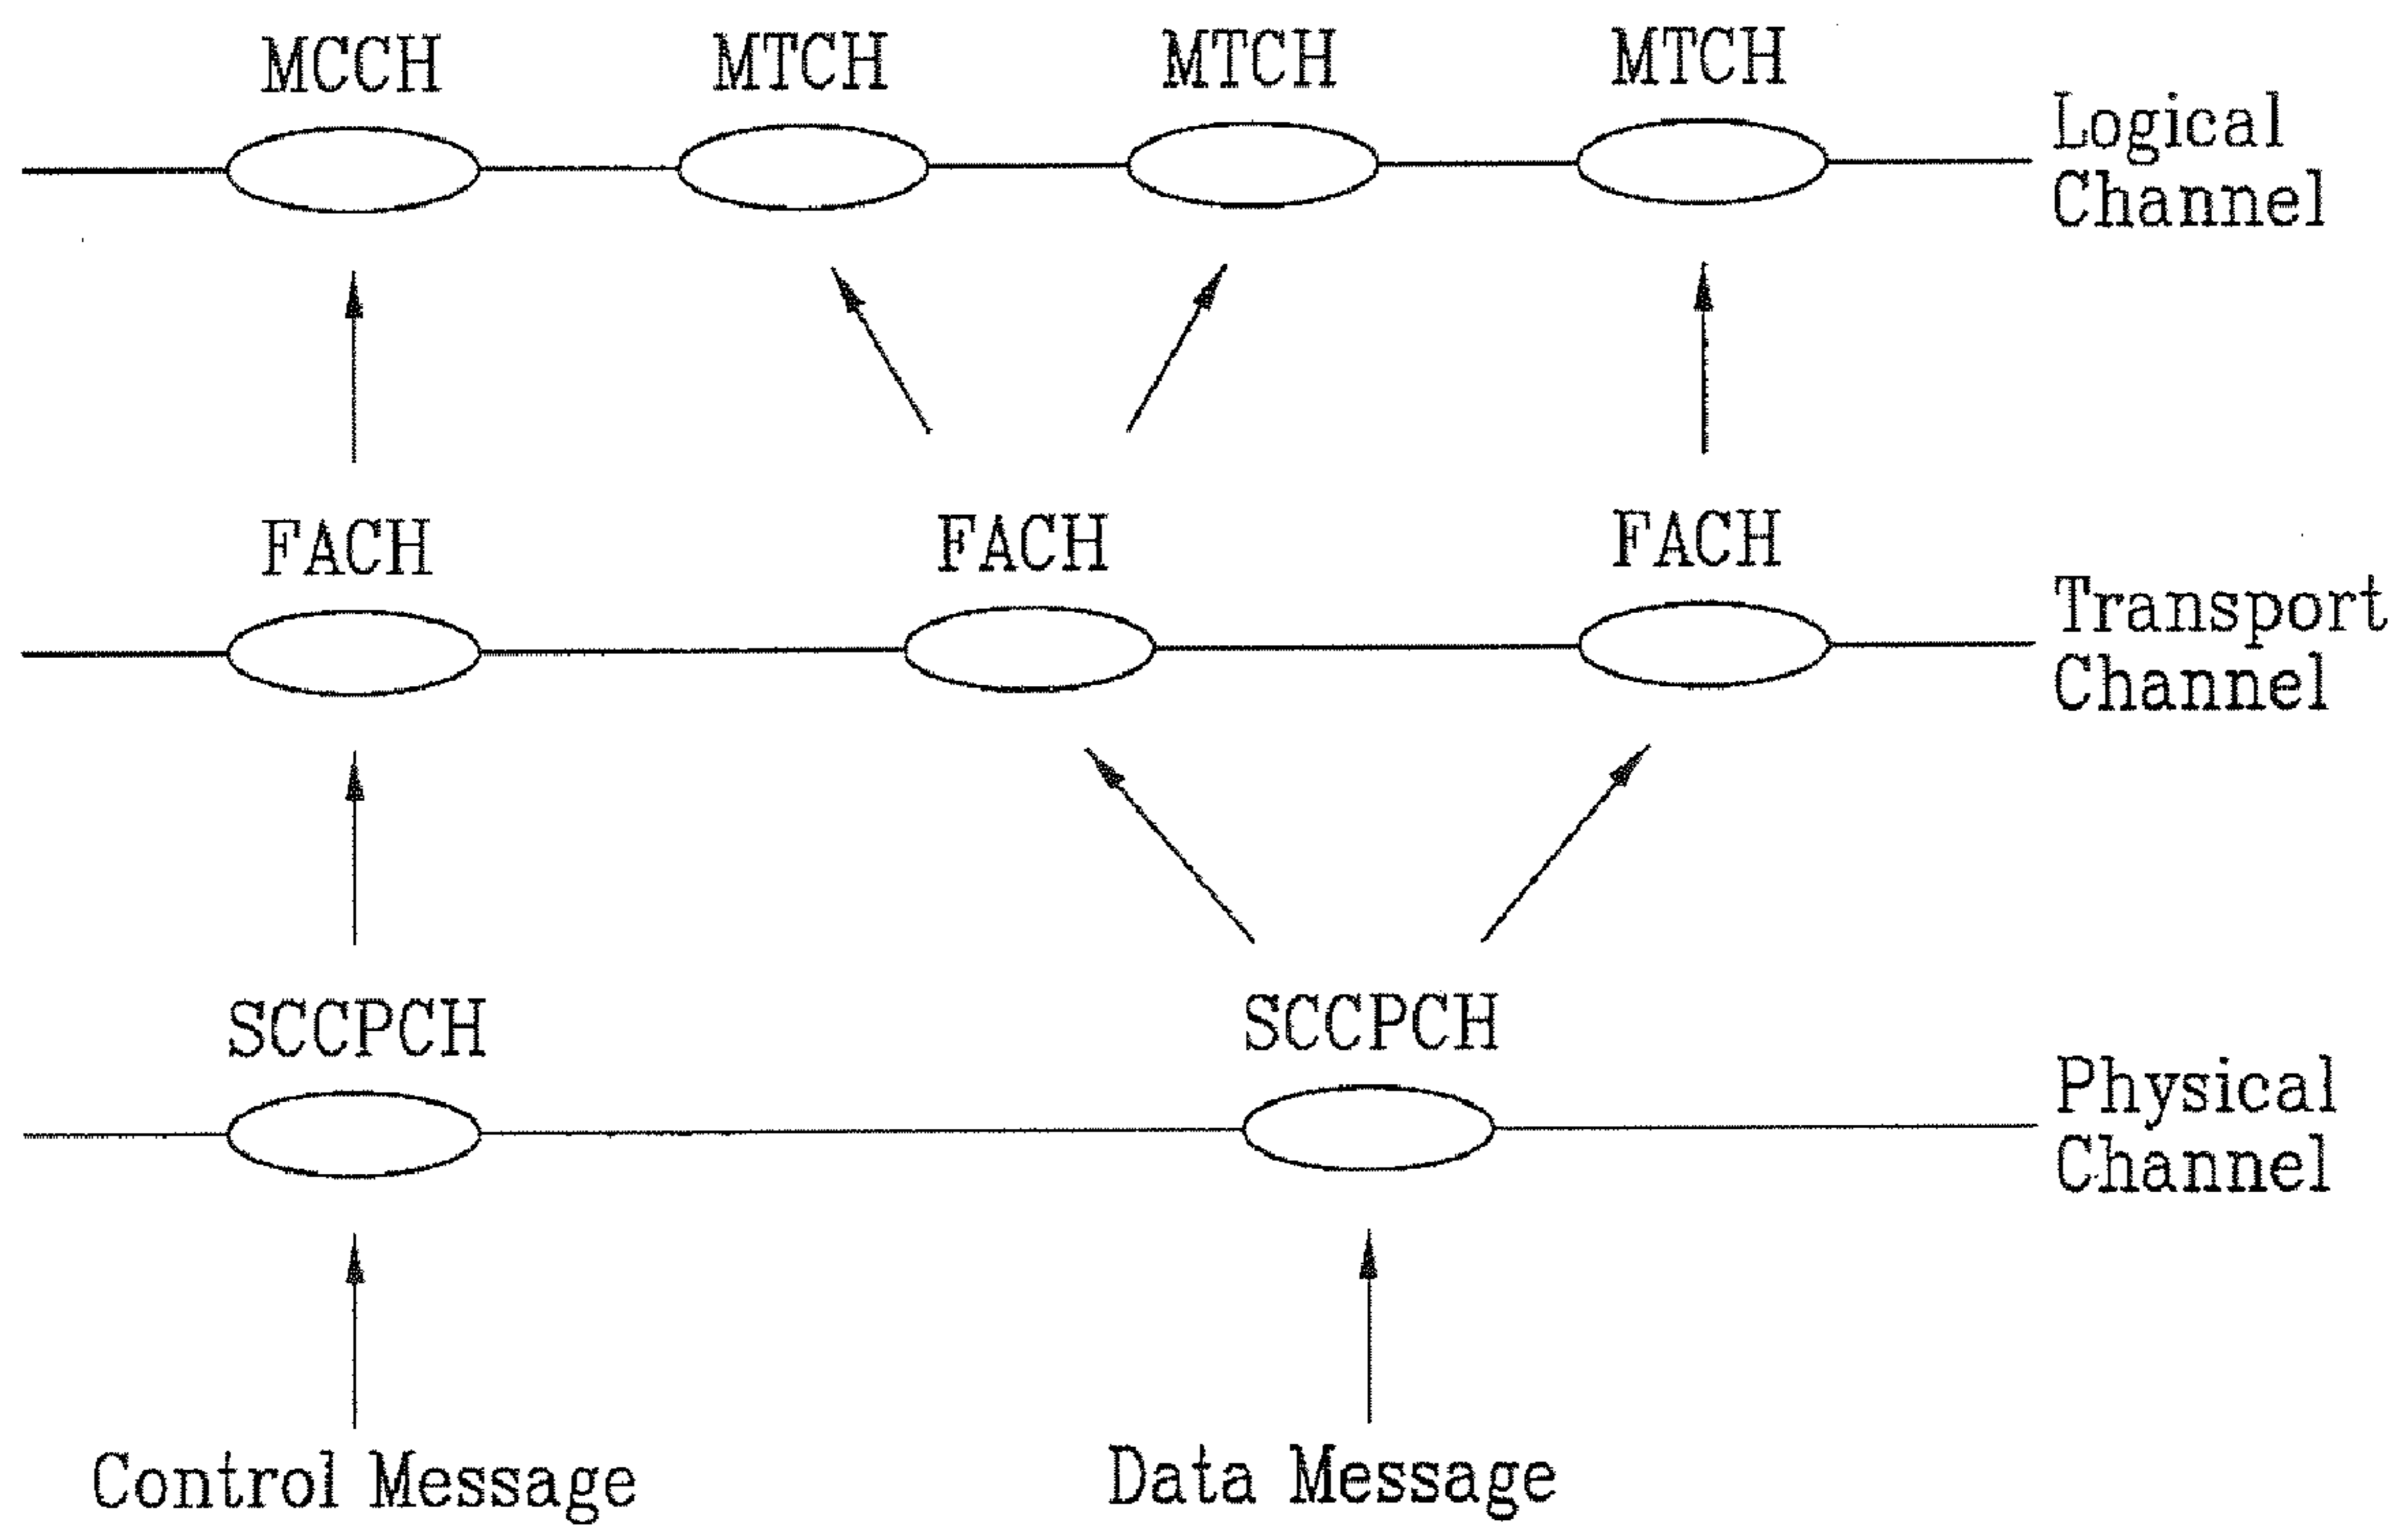 MCCH MTCH MTCH MTCH
Logical
Channel
FACH FACH FACH
Transport
Channel
SCCPCH SCCPCH
Physical
Channel
Control Message Data Message